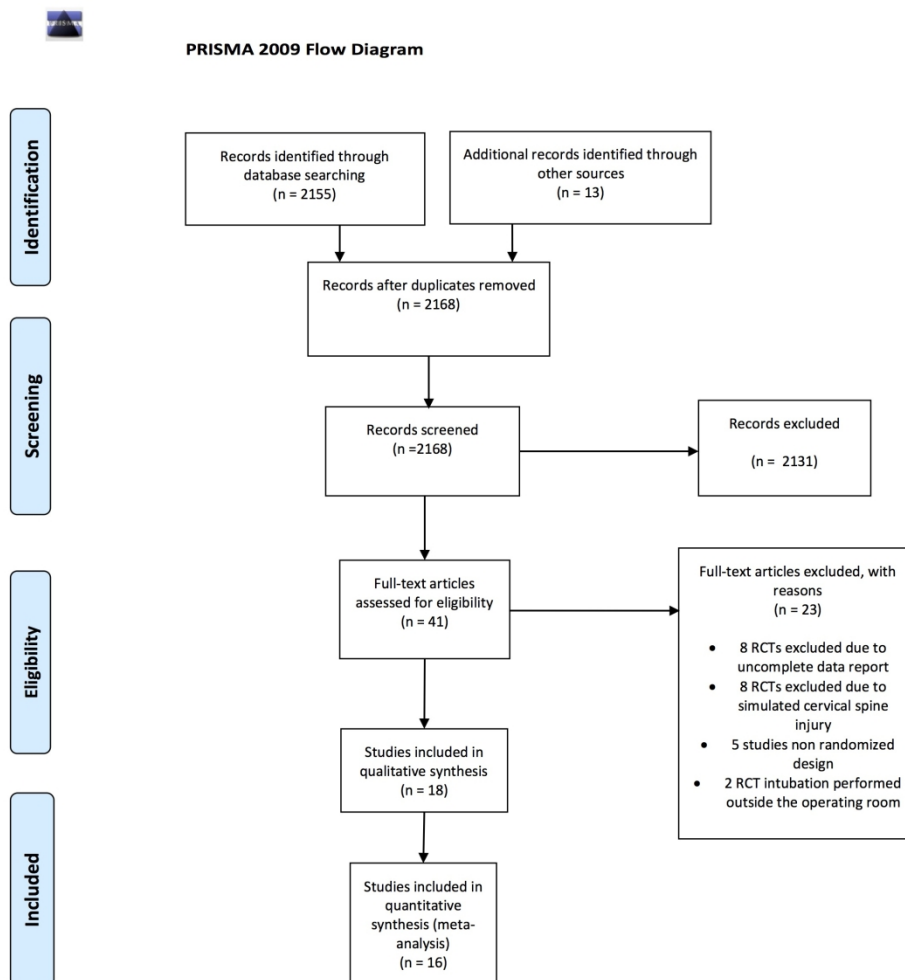 PRISMA 2009 Flow Diagram
Identification
Records identified through
database searching
(n = 2155)
Additional records identified through
other sources
(n = 13)
Records after duplicates removed
(n = 2168)
Screening
Records screened
(n =2168)
Records excluded
(n = 2131)
Eligibility
Full-text articles
assessed for eligibility
(n = 41)
Full-text articles excluded, with
reasons
(n = 23)
• 8 RCTs excluded due to
uncomplete data report
• 8 RCTs excluded due to
simulated cervical spine
injury
• 5 studies non randomized
design
• 2 RCT intubation performed
outside the operating room
Studies included in
qualitative synthesis
(n = 18)
Included
Studies included in
quantitative
synthesis (meta-
analysis)
(n = 16)